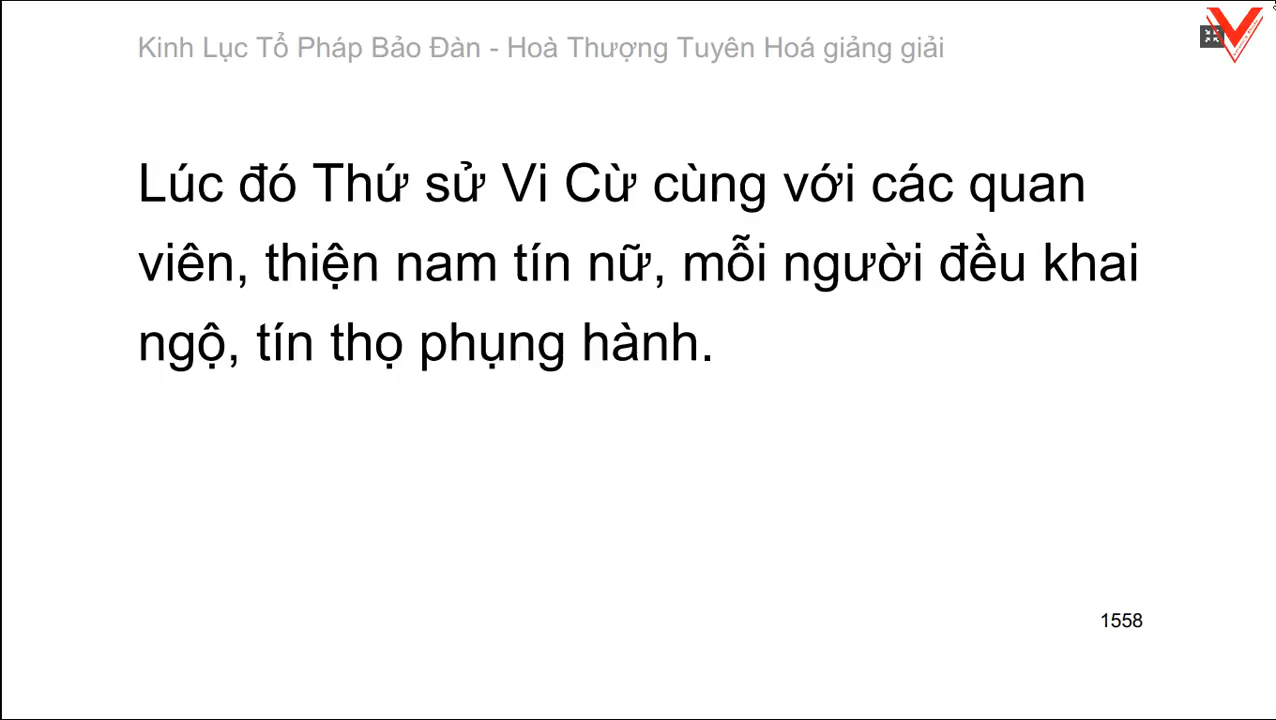 Kinh Lục Tổ Pháp Bảo Đàn - Hoà Thượng Tuyên Hoá giảng giải
Lúc đó Thứ sử Vi Cừ cùng với các quan
viên, thiện nam tín nữ, mỗi người đều khai
ngộ, tín thọ phụng hành.
1558